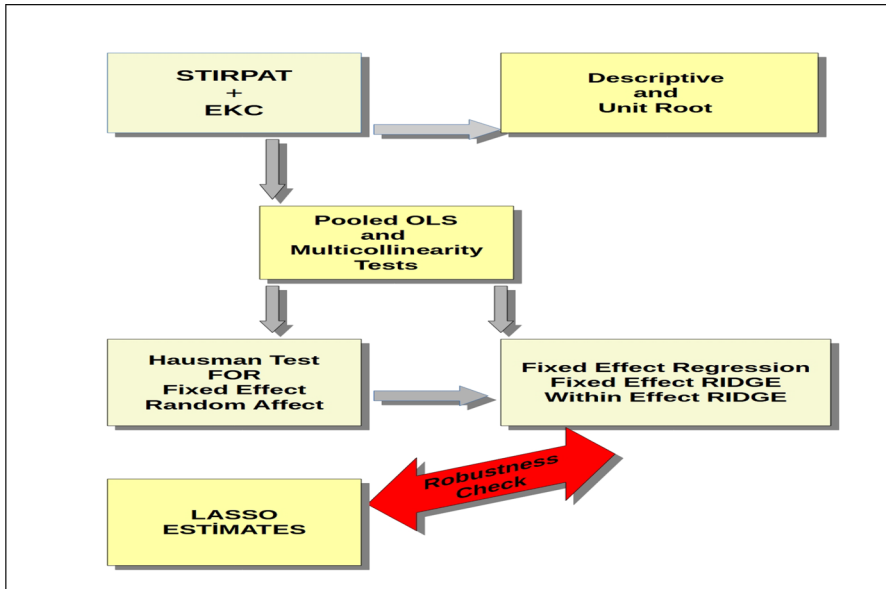 STIRPAT
+
EKC
Descriptive
and
Unit Root
Pooled OLS
and
Multicollinearity
Tests
Hausman Test
FOR
Fixed Effect
Random Affect
Fixed Effect Regression
Fixed Effect RIDGE
Within Effect RIDGE
Robustness
Check
LASSO
ESTİMATES